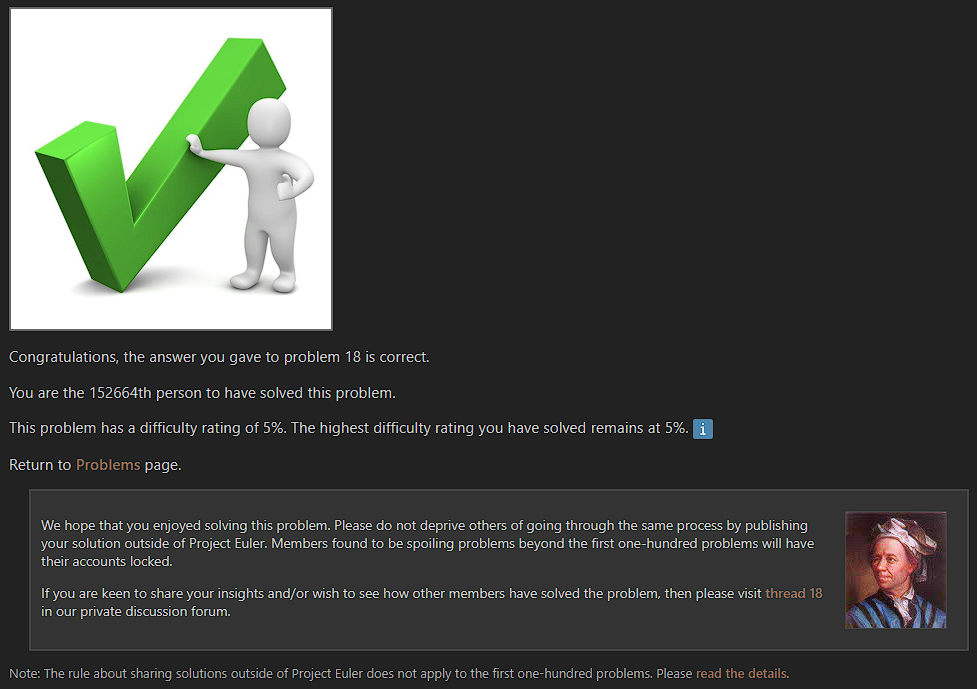 Congratulations, the answer you gave to problem 18 is correct.
You are the 152664th person to have solved this problem.
This problem has a difficulty rating of 5%. The highest difficulty rating you have solved remains at 5%. i
Return to Problems page.
We hope that you enjoyed solving this problem. Please do not deprive others of going through the same process by publishing
your solution outside of Project Euler. Members found to be spoiling problems beyond the first one-hundred problems will have
their accounts locked.
If you are keen to share your insights and/or wish to see how other members have solved the problem, then please visit thread 18
in our private discussion forum.
Note: The rule about sharing solutions outside of Project Euler does not apply to the first one-hundred problems. Please read the details.